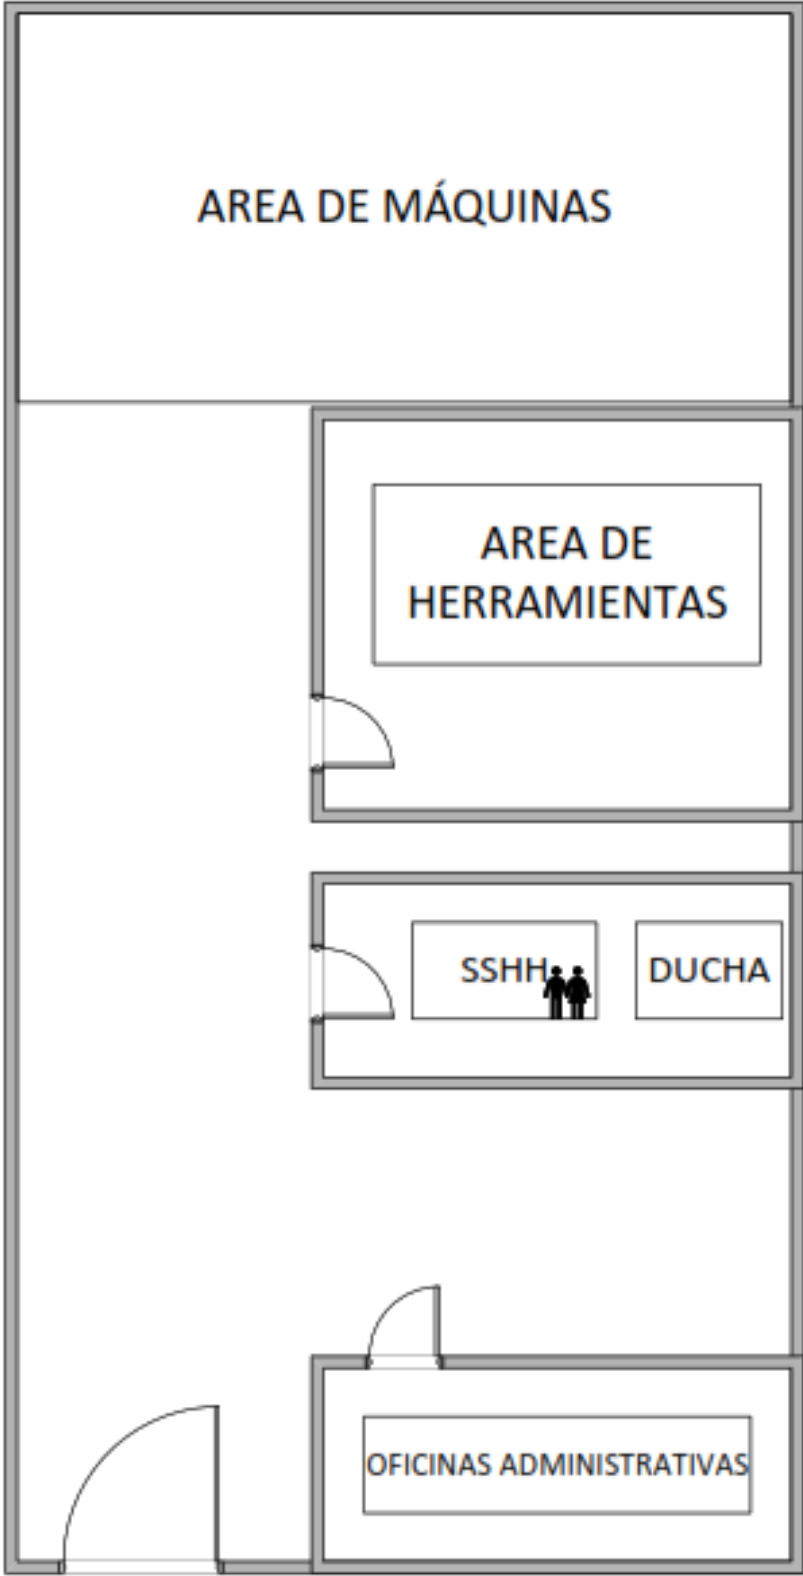 AREA DE MÁQUINAS
AREA DE
HERRAMIENTAS
SSHH
DUCHA
OFICINAS ADMINISTRATIVAS